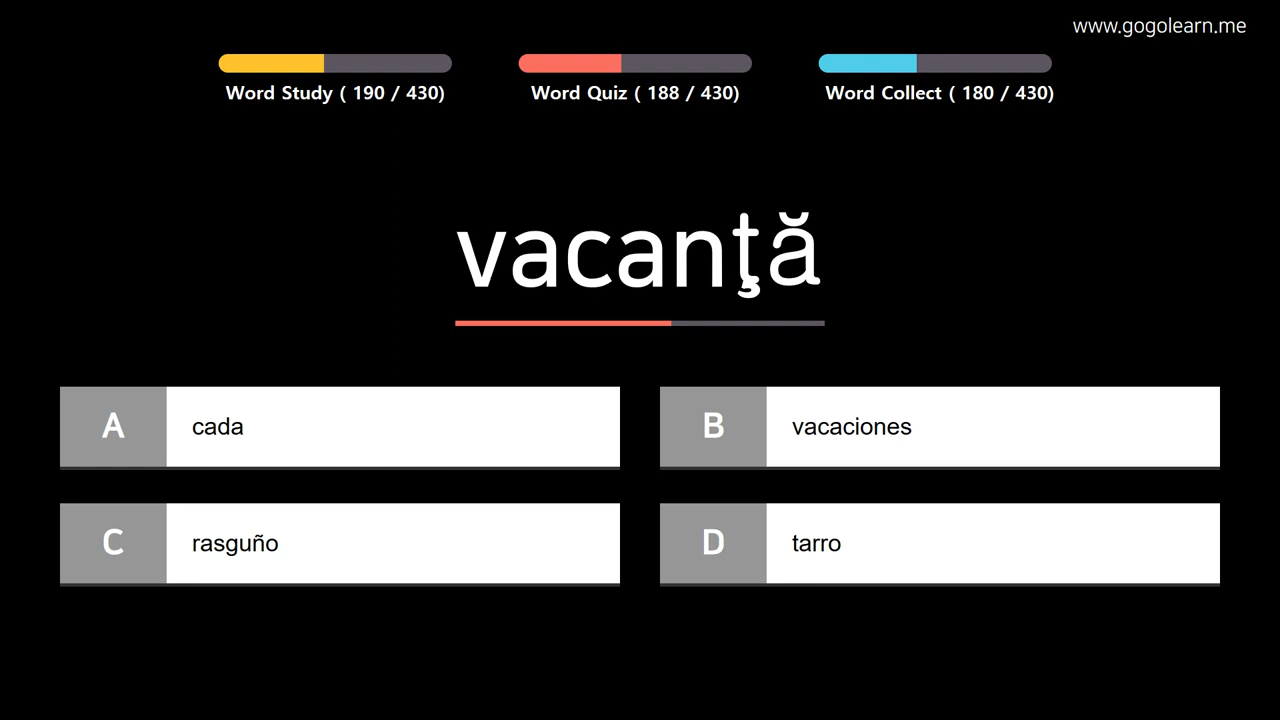 www.gogolearn.me
Word Study ( 190 / 430)
Word Quiz ( 188 / 430)
Word Collect ( 180 / 430)
vacanţă
A
cada
B
vacaciones
C
rasguño
D
tarro